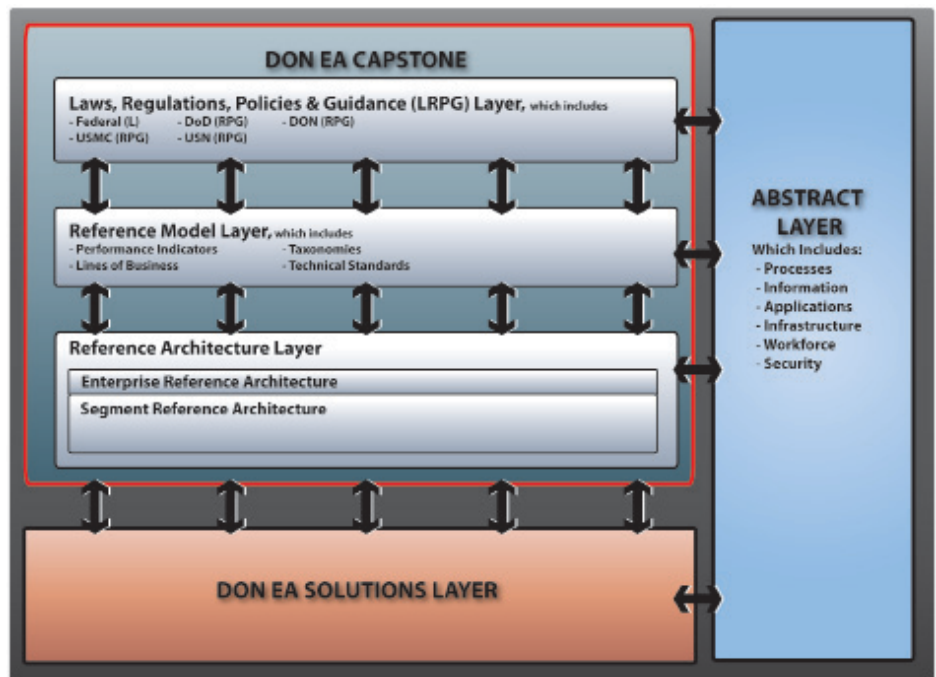 DON EA CAPSTONE
Laws, Regulations, Policies & Guidance (LRPG) Layer, which includes
- Federal (L) - DoD (RPG) - DON (RPG)
- USMC (RPG) - USN (RPG)
Reference Model Layer, which includes
- Performance Indicators - Taxonomies
- Lines of Business - Technical Standards
Reference Architecture Layer
Enterprise Reference Architecture
Segment Reference Architecture
DON EA SOLUTIONS LAYER
ABSTRACT
LAYER
Which Includes:
- Processes
- Information
- Applications
- Infrastructure
- Workforce
- Security